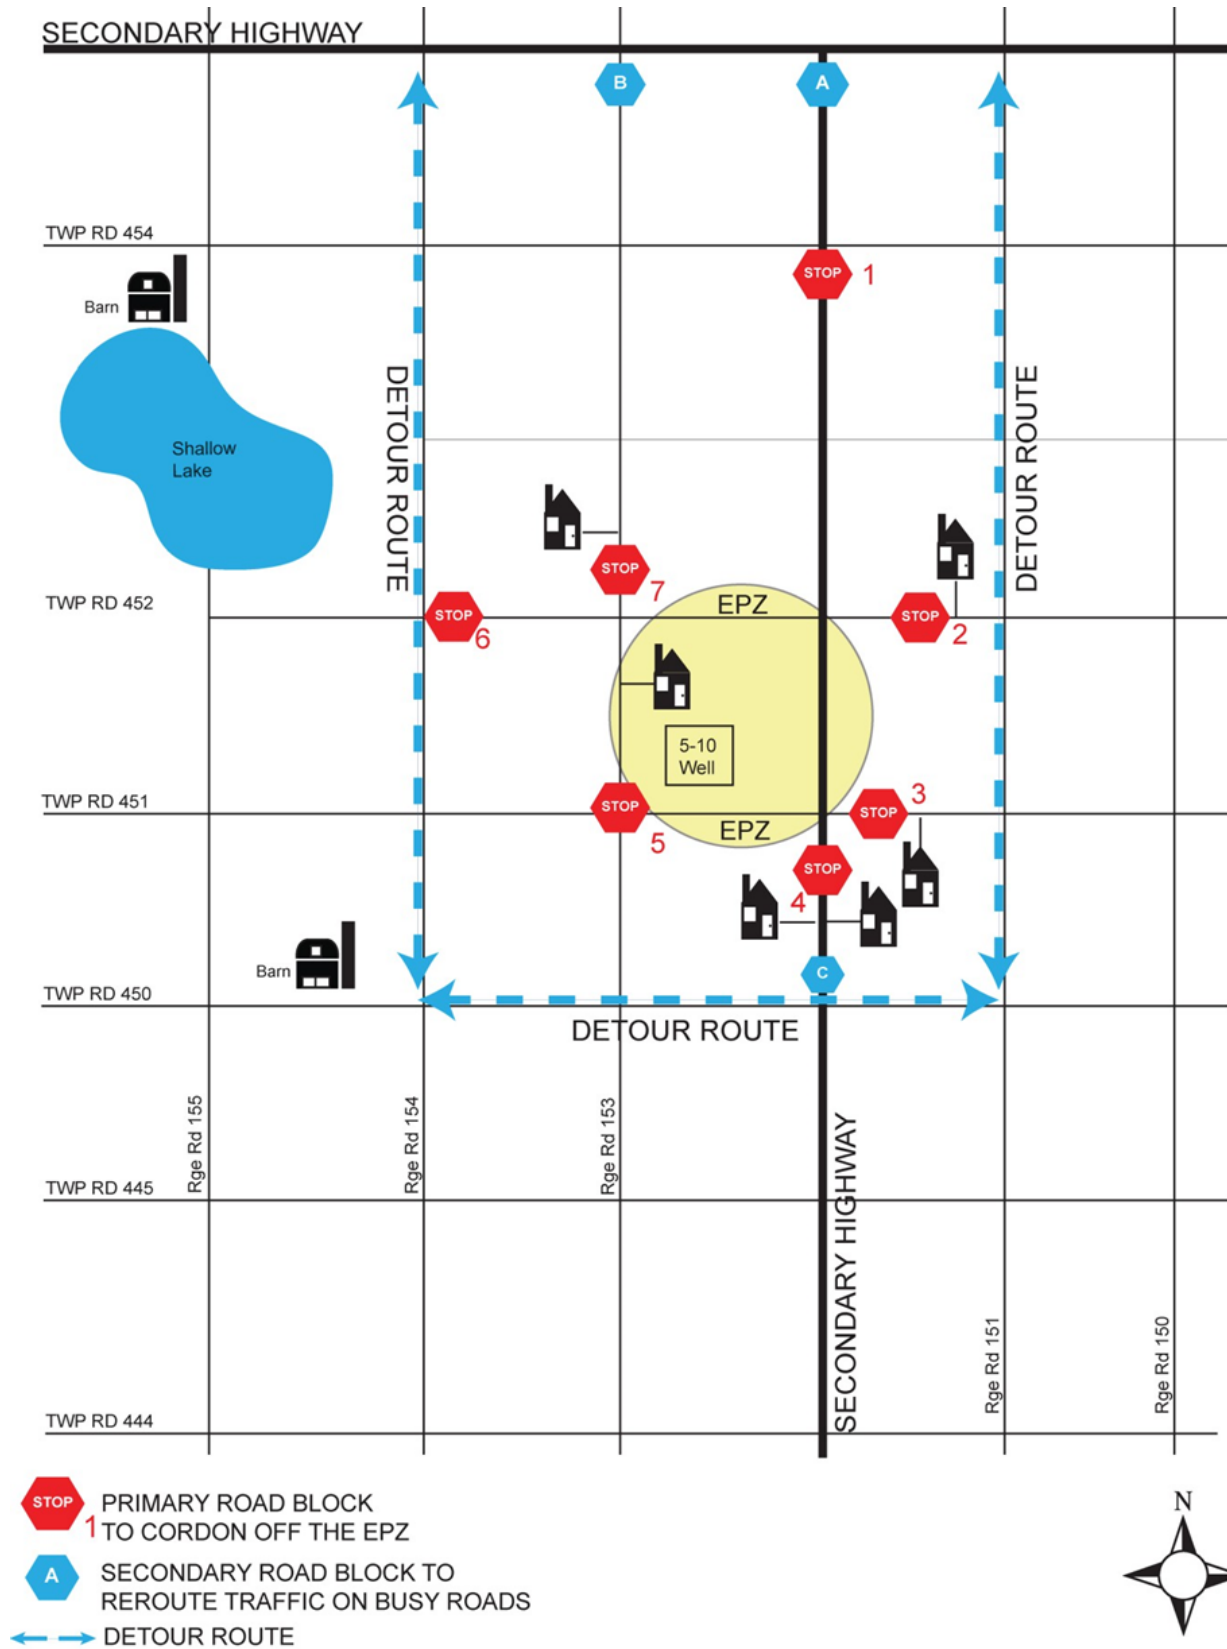 SECONDARY HIGHWAY
B
A
TWP RD 454
STOP
1
Barn
DETOUR ROUTE
DETOUR ROUTE
Shallow
Lake
STOP
7
EPZ
TWP RD 452
STOP
6
STOP
2
5-10
Well
TWP RD 451
STOP
5
EPZ
STOP
3
STOP
4
Barn
C
TWP RD 450
DETOUR ROUTE
Rge Rd 155
Rge Rd 154
Rge Rd 153
SECONDARY HIGHWAY
TWP RD 445
Rge Rd 151
Rge Rd 150
TWP RD 444
STOP
1
PRIMARY ROAD BLOCK
TO CORDON OFF THE EPZ
A
SECONDARY ROAD BLOCK TO
REROUTE TRAFFIC ON BUSY ROADS
DETOUR ROUTE
N